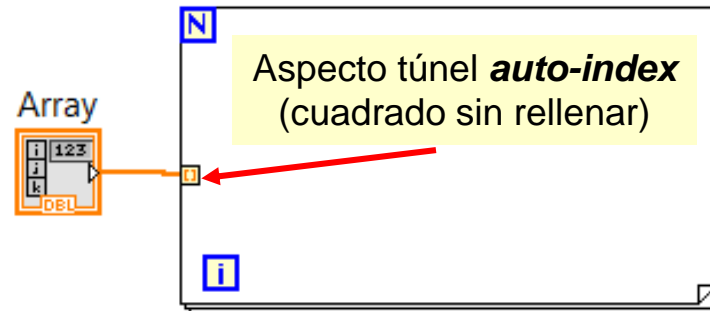 N
Aspecto túnel auto-index
(cuadrado sin rellenar)
Array
i 123
j
k
DBL
i